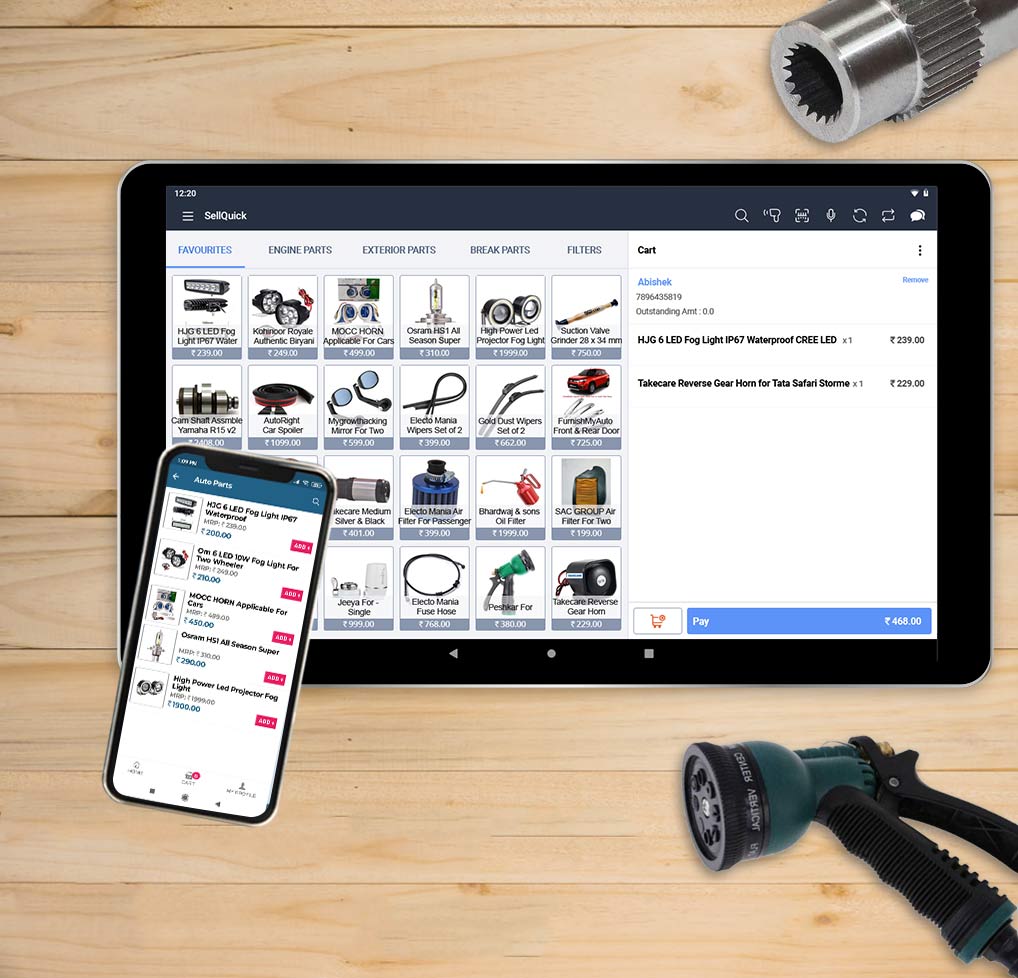 12:20
SellQuick
FAVOURITES
ENGINE PARTS
EXTERIOR PARTS
BREAK PARTS
FILTERS
HJG 6 LED Fog
Light IP67 Water
₹ 239.00
Kohinoor Royale
Authentic Biryani
₹ 249.00
MOCC HORN
Applicable For Cars
₹ 499.00
Osram HS1 All
Season Super
₹ 310.00
High Power Led
Projector Fog Light
₹ 1999.00
Suction Valve
Grinder 28 x 34 mm
₹ 750.00
Cam Shaft Assmble
Yamaha R15 v2
₹ 2408.00
AutoRight
Car Spoiler
₹ 1099.00
Mygrowthacking
Mirror For Two
₹ 599.00
Electo Mania
Wipers Set of 2
₹ 399.00
Gold Dust Wipers
Set of 2
₹ 662.00
FurnishMyAuto
Front & Rear Door
₹ 725.00
akecare Medium
Silver & Black
₹ 401.00
Electo Mania Air
Filter For Passenger
₹ 399.00
Bhardwaj & sons
Oil Filter
₹ 1999.00
SAC GROUP Air
Filter For Two
₹ 199.00
Jeeya For -
Single
₹ 999.00
Electo Mania
Fuse Hose
₹ 768.00
Peshkar For
₹ 380.00
Takecare Reverse
Gear Horn
₹ 229.00
Cart
Abishek
Remove
7896435819
Outstanding Amt : 0.0
HJG 6 LED Fog Light IP67 Waterproof CREE LED x 1 ₹ 239.00
Takecare Reverse Gear Horn for Tata Safari Storme x 1 ₹ 229.00
Pay ₹ 468.00
1:09 PM
Auto Parts
HJG 6 LED Fog Light IP67
Waterproof
MRP: ₹ 239.00
₹ 200.00
ADD +
Om 6 LED 10W Fog Light For
Two Wheeler
MRP: ₹ 249.00
₹ 210.00
ADD +
MOCC HORN Applicable For
Cars
MRP: ₹ 499.00
₹ 450.00
ADD +
Osram HS1 All Season Super
MRP: ₹ 310.00
₹ 290.00
ADD +
High Power Led Projector Fog
Light
MRP: ₹ 1999.00
₹ 1900.00
ADD +
HOME
CART
MY PROFILE